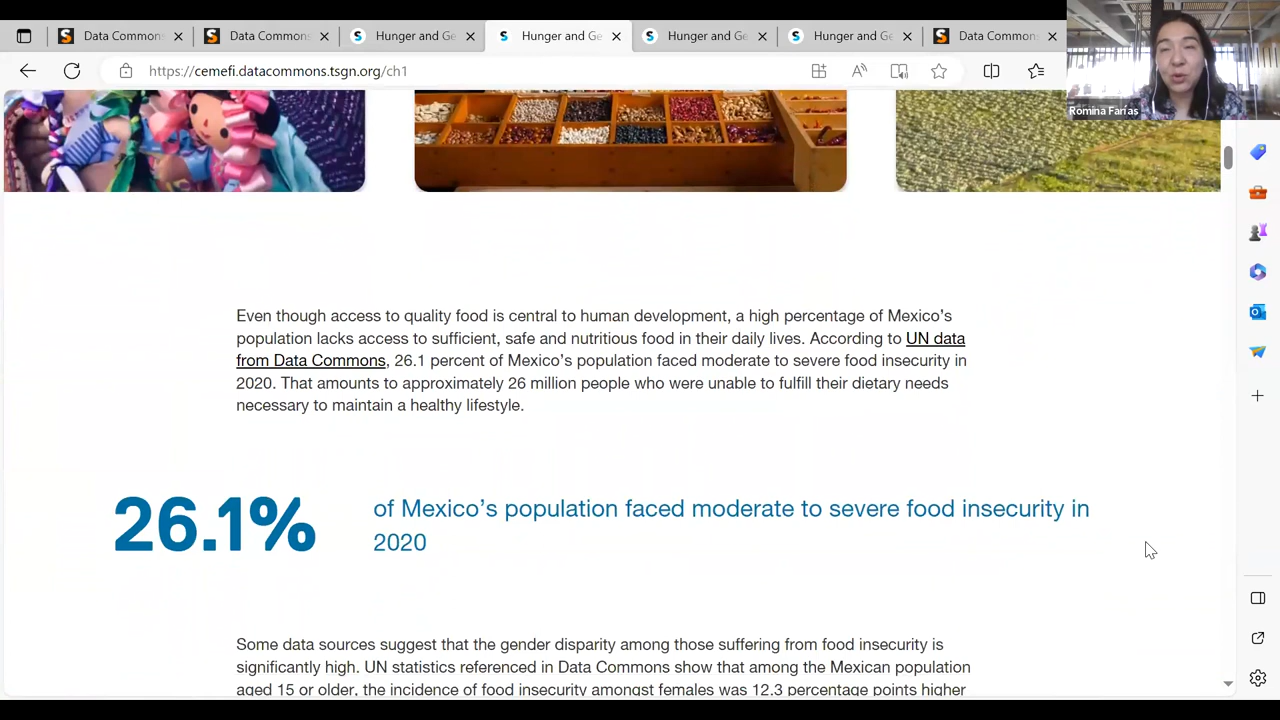 Data Commons
Data Commons
Hunger and Ge
Hunger and Ge
Hunger and Ge
Hunger and Ge
Data Commons
https://cemefi.datacommons.tsgn.org/ch1
Romina Farías
Even though access to quality food is central to human development, a high percentage of Mexico's
population lacks access to sufficient, safe and nutritious food in their daily lives. According to UN data
from Data Commons, 26.1 percent of Mexico's population faced moderate to severe food insecurity in
2020. That amounts to approximately 26 million people who were unable to fulfill their dietary needs
necessary to maintain a healthy lifestyle.
26.1%
of Mexico's population faced moderate to severe food insecurity in
2020
Some data sources suggest that the gender disparity among those suffering from food insecurity is
significantly high. UN statistics referenced in Data Commons show that among the Mexican population
aged 15 or older, the incidence of food insecurity amongst females was 12.3 percentage points higher